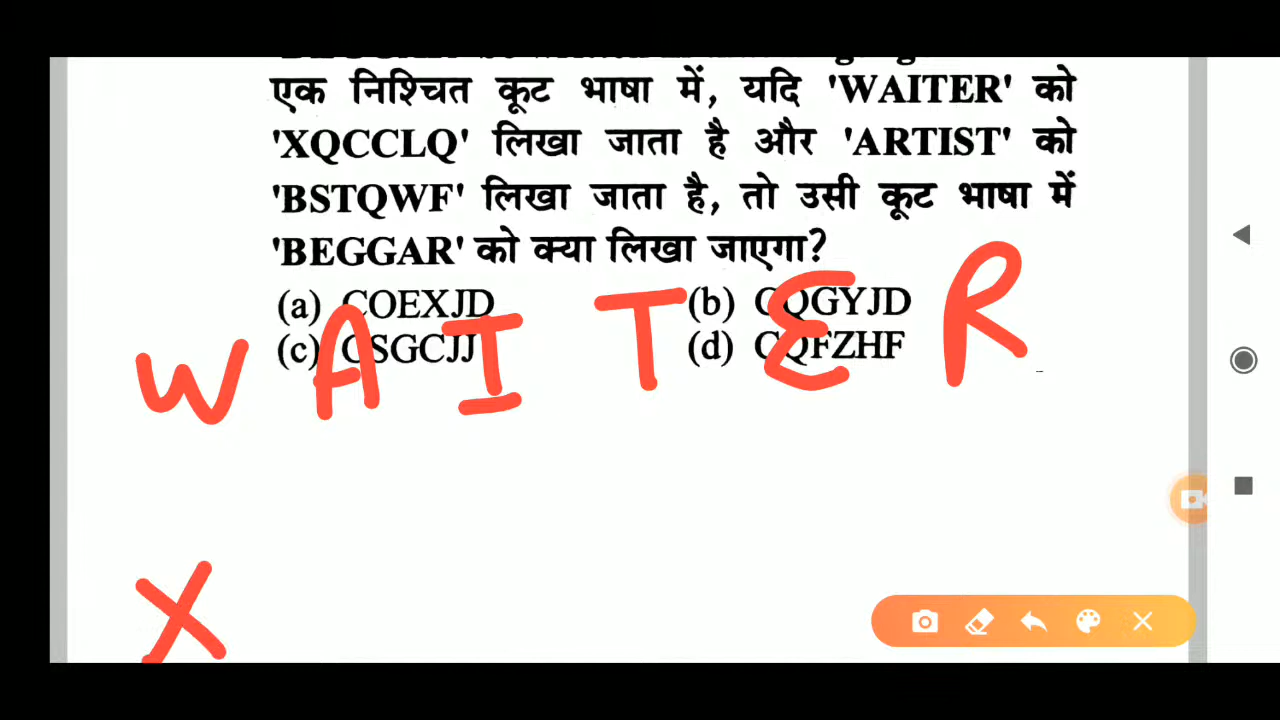 एक निश्चित कूट भाषा में, यदि 'WAITER' को
'XQCCLQ' लिखा जाता है और 'ARTIST' को
'BSTQWF' लिखा जाता है, तो उसी कूट भाषा में
'BEGGAR' को क्या लिखा जाएगा?
(a) COEXJD (b) CQGYJD
(c) CSGCJJ (d) CQFZHF
W A I T E R
X